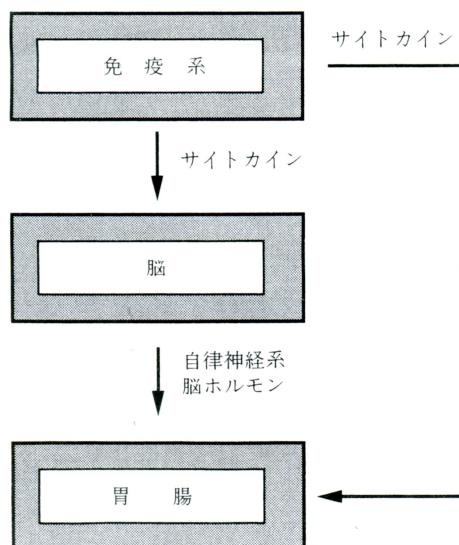 免 疫 系
サイトカイン
サイトカイン
脳
自律神経系
脳ホルモン
胃 腸